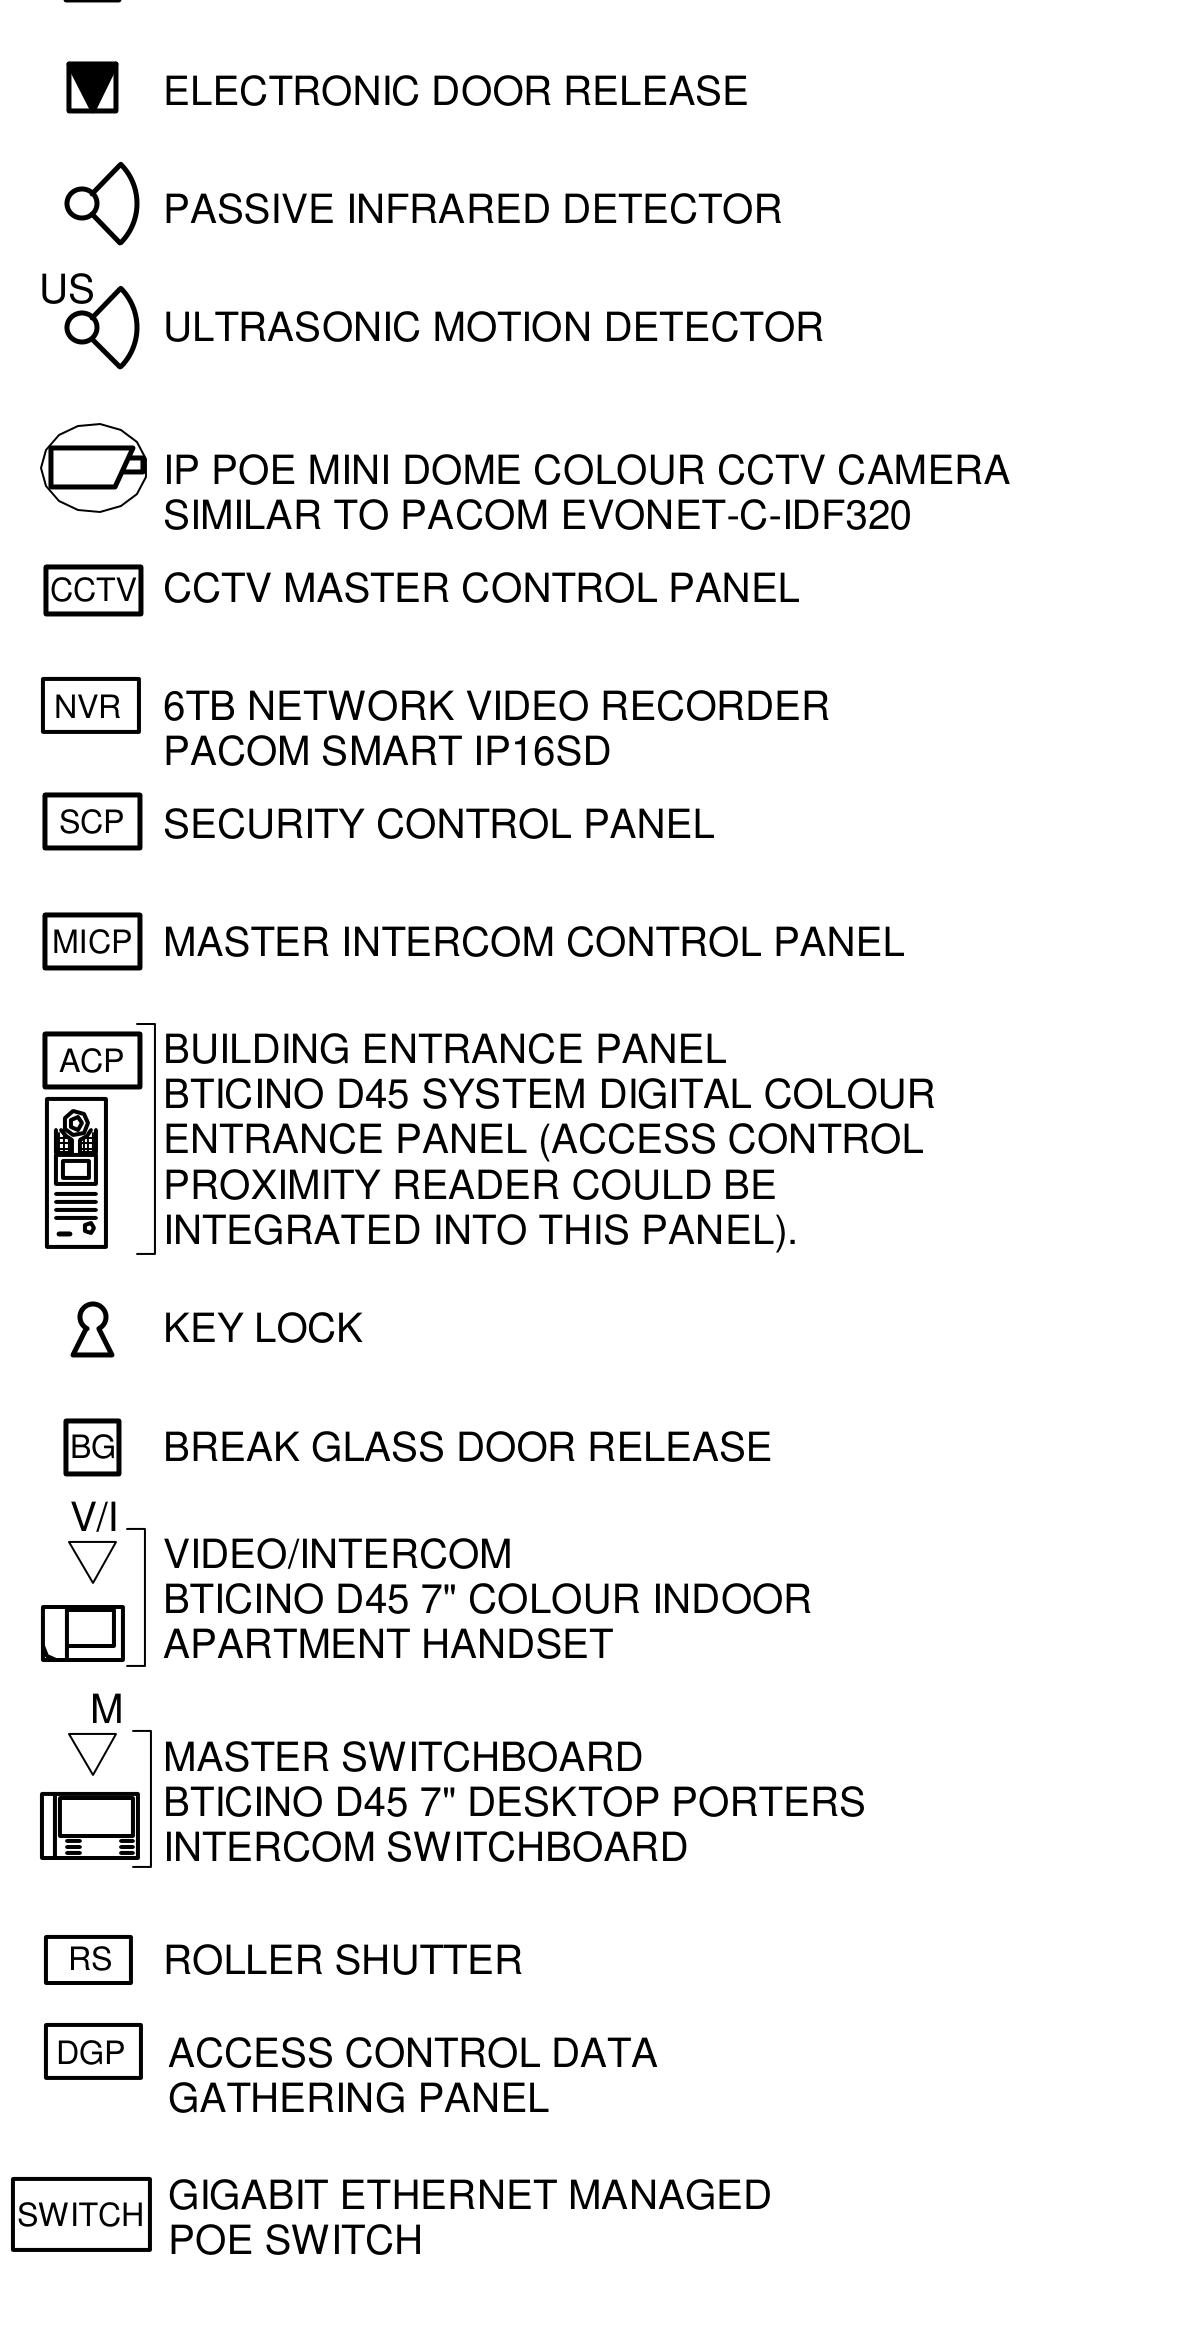 ELECTRONIC DOOR RELEASE
PASSIVE INFRARED DETECTOR
US
ULTRASONIC MOTION DETECTOR
IP POE MINI DOME COLOUR CCTV CAMERA
SIMILAR TO PACOM EVONET-C-IDF320
CCTV CCTV MASTER CONTROL PANEL
NVR 6TB NETWORK VIDEO RECORDER
PACOM SMART IP16SD
SCP SECURITY CONTROL PANEL
MICP MASTER INTERCOM CONTROL PANEL
ACP BUILDING ENTRANCE PANEL
BTICINO D45 SYSTEM DIGITAL COLOUR
ENTRANCE PANEL (ACCESS CONTROL
PROXIMITY READER COULD BE
INTEGRATED INTO THIS PANEL).
KEY LOCK
BG BREAK GLASS DOOR RELEASE
V/I
VIDEO/INTERCOM
BTICINO D45 7" COLOUR INDOOR
APARTMENT HANDSET
M
MASTER SWITCHBOARD
BTICINO D45 7" DESKTOP PORTERS
INTERCOM SWITCHBOARD
RS ROLLER SHUTTER
DGP ACCESS CONTROL DATA
GATHERING PANEL
SWITCH GIGABIT ETHERNET MANAGED
POE SWITCH